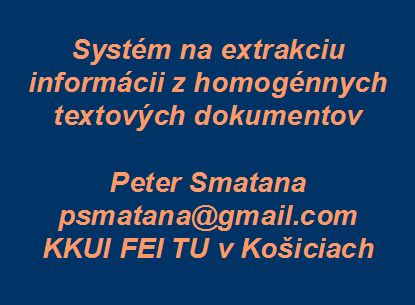 Systém na extrakciu
informácii z homogénnych
textových dokumentov
Peter Smatana
psmatana@gmail.com
KKUI FEI TU v Košiciach